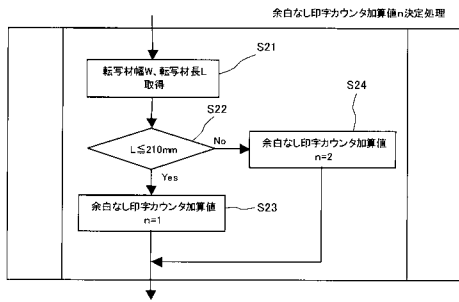 余白なし印字カウンタ加算値n決定処理
S21
転写材幅W、転写材長L
取得
S22
L≦210mm
No
Yes
S24
余白なし印字カウンタ加算値
n=2
余白なし印字カウンタ加算値
n=1
S23